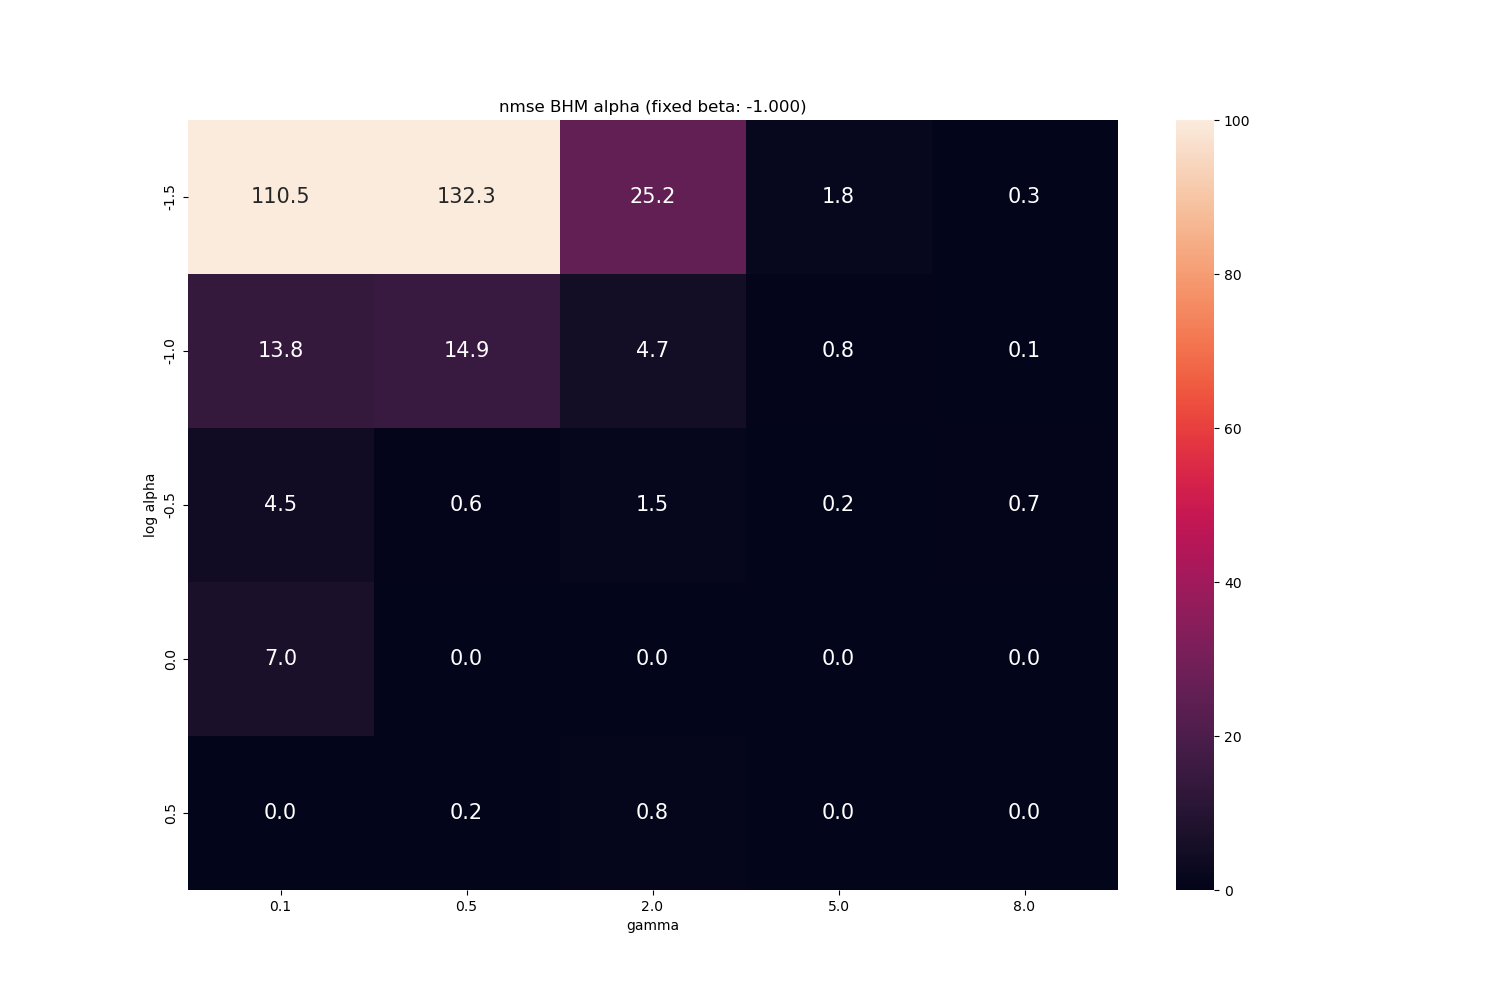 nmse BHM alpha (fixed beta: -1.000)
-1.5 110.5 132.3 25.2 1.8 0.3
-1.0 13.8 14.9 4.7 0.8 0.1
-0.5 4.5 0.6 1.5 0.2 0.7
0.0 7.0 0.0 0.0 0.0 0.0
0.5 0.0 0.2 0.8 0.0 0.0
log alpha
0.1 0.5 2.0 5.0 8.0
gamma
100
80
60
40
20
0